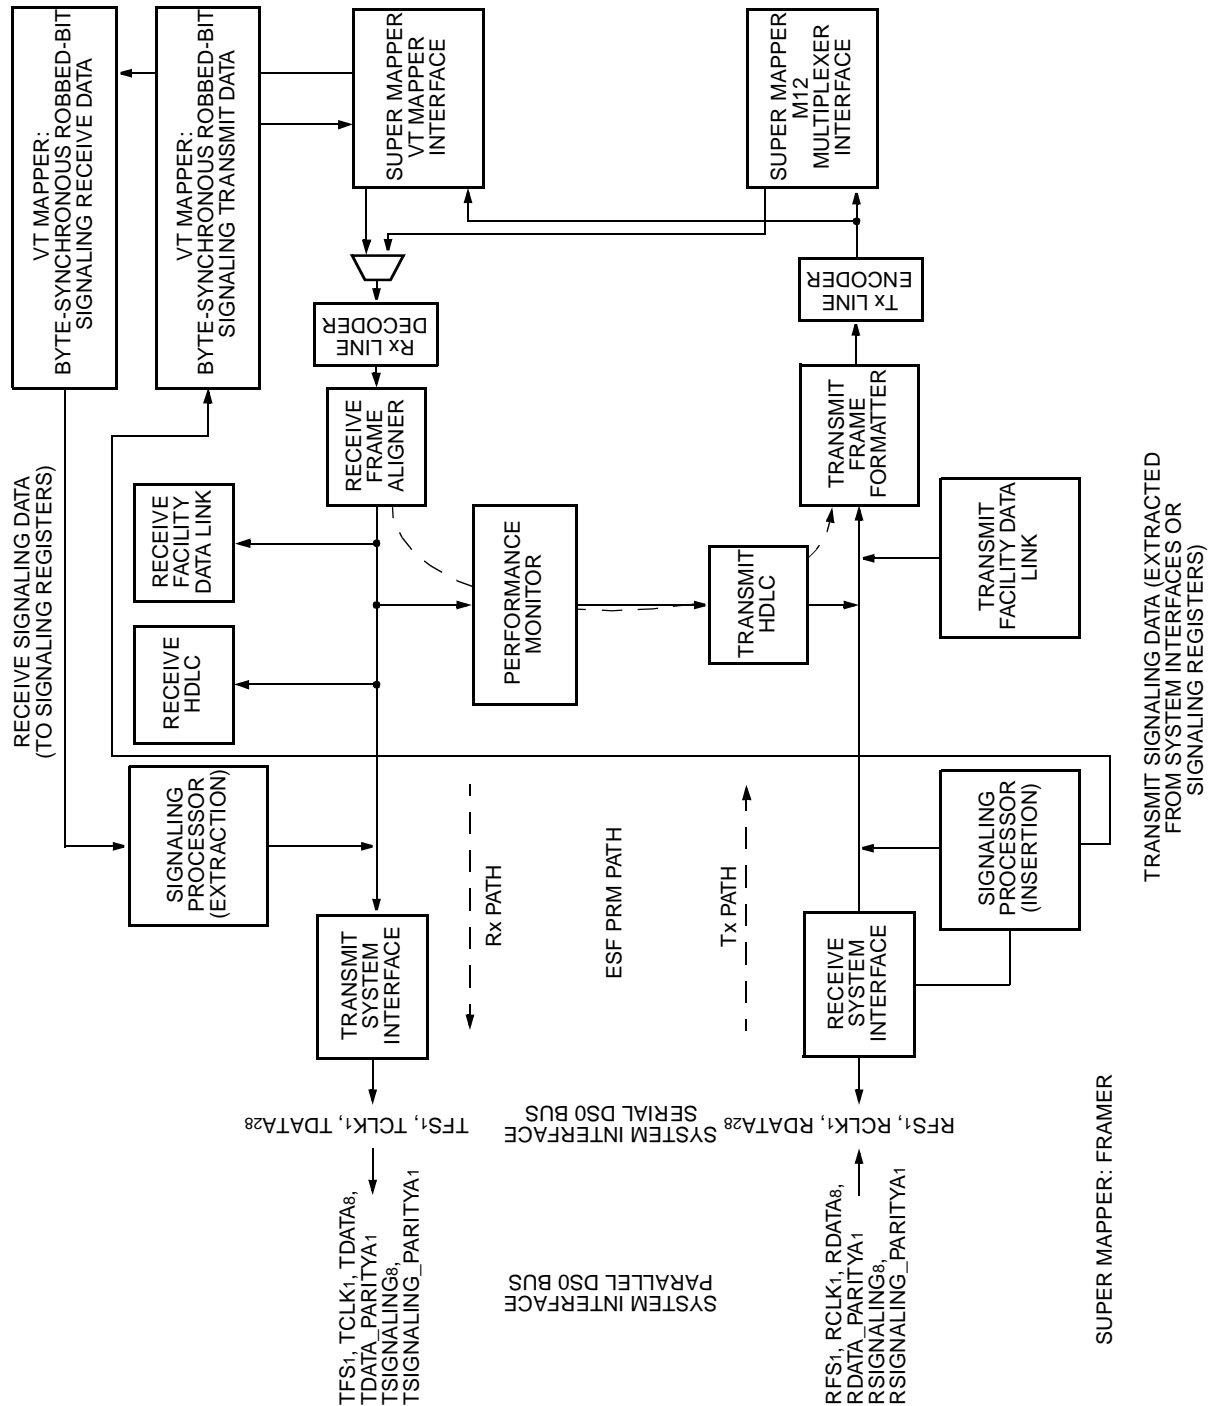 VT MAPPER:
BYTE-SYNCHRONOUS ROBBED-BIT
SIGNALING RECEIVE DATA
VT MAPPER:
BYTE-SYNCHRONOUS ROBBED-BIT
SIGNALING TRANSMIT DATA
SUPER MAPPER
VT MAPPER
INTERFACE
SUPER MAPPER
M12
MULTIPLEXER
INTERFACE
Rx LINE
DECODER
Tx LINE
ENCODER
RECEIVE SIGNALING DATA
(TO SIGNALING REGISTERS)
RECEIVE
FACILITY
DATA LINK
RECEIVE
HDLC
RECEIVE
FRAME
ALIGNER
PERFORMANCE
MONITOR
TRANSMIT
HDLC
TRANSMIT
FRAME
FORMATTER
TRANSMIT
FACILITY DATA
LINK
SIGNALING
PROCESSOR
(EXTRACTION)
SIGNALING
PROCESSOR
(INSERTION)
TRANSMIT SIGNALING DATA (EXTRACTED
FROM SYSTEM INTERFACES OR
SIGNALING REGISTERS)
TRANSMIT
SYSTEM
INTERFACE
Rx PATH
ESF PRM PATH
Tx PATH
RECEIVE
SYSTEM
INTERFACE
TFS1, TCLK1, TDATA28
SYSTEM INTERFACE
SERIAL DS0 BUS
RFS1, RCLK1, RDATA28
TFS1, TCLK1, TDATA8,
TDATA_PARITYA1
TSIGNALING8,
TSIGNALING_PARITYA1
SYSTEM INTERFACE
PARALLEL DS0 BUS
RFS1, RCLK1, RDATA8,
RDATA_PARITYA1
RSIGNALING8,
RSIGNALING_PARITYA1
SUPER MAPPER: FRAMER